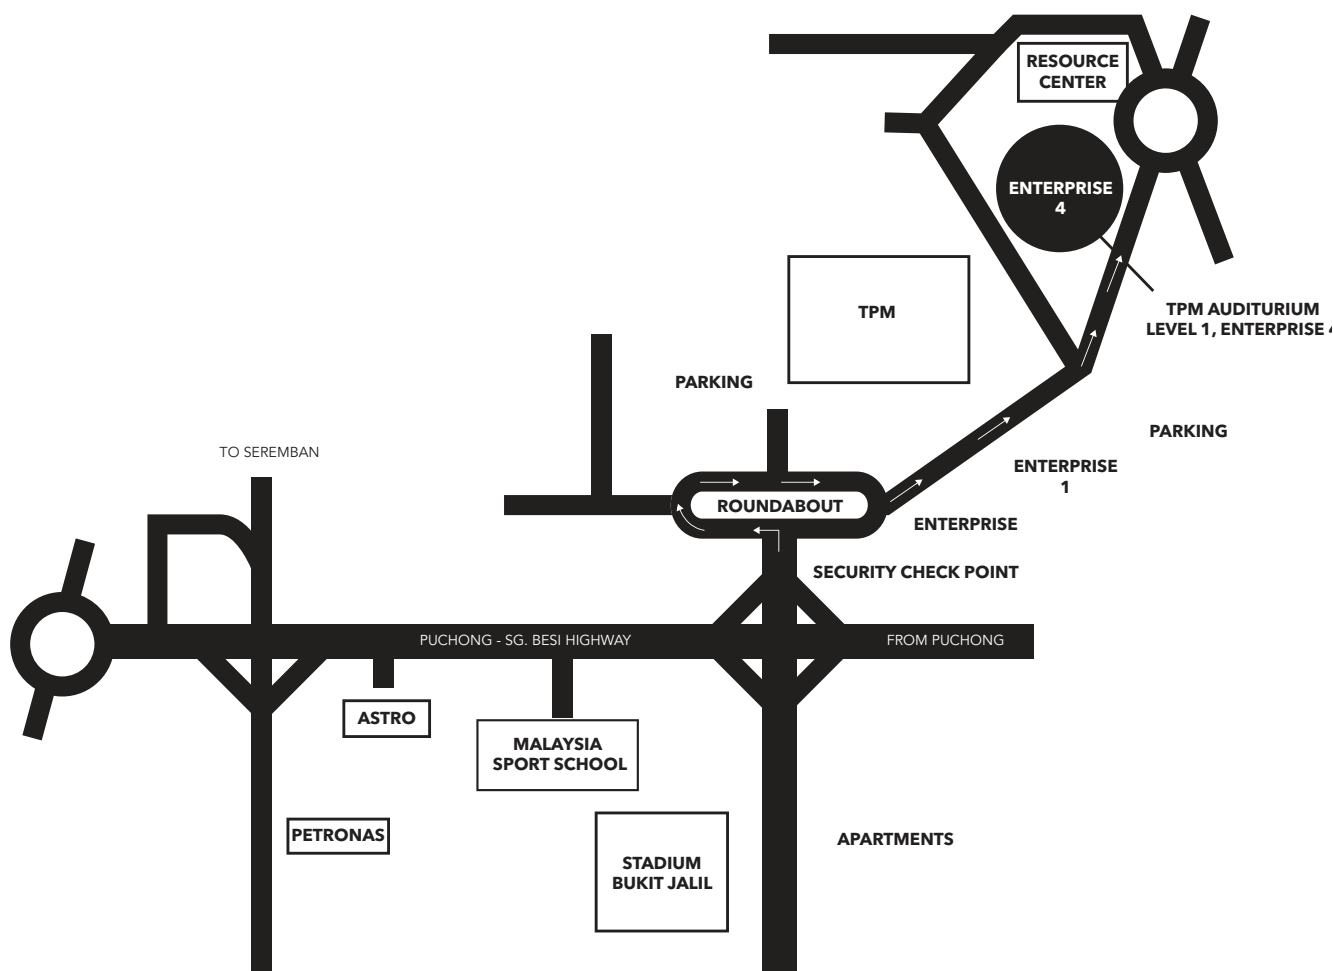 RESOURCE
CENTER
ENTERPRISE
4
TPM
TPM AUDITURIUM
LEVEL 1, ENTERPRISE 4
PARKING
PARKING
TO SEREMBAN
ENTERPRISE
1
ROUNDABOUT
ENTERPRISE
SECURITY CHECK POINT
PUCHONG - SG. BESI HIGHWAY
FROM PUCHONG
ASTRO
MALAYSIA
SPORT SCHOOL
PETRONAS
APARTMENTS
STADIUM
BUKIT JALIL